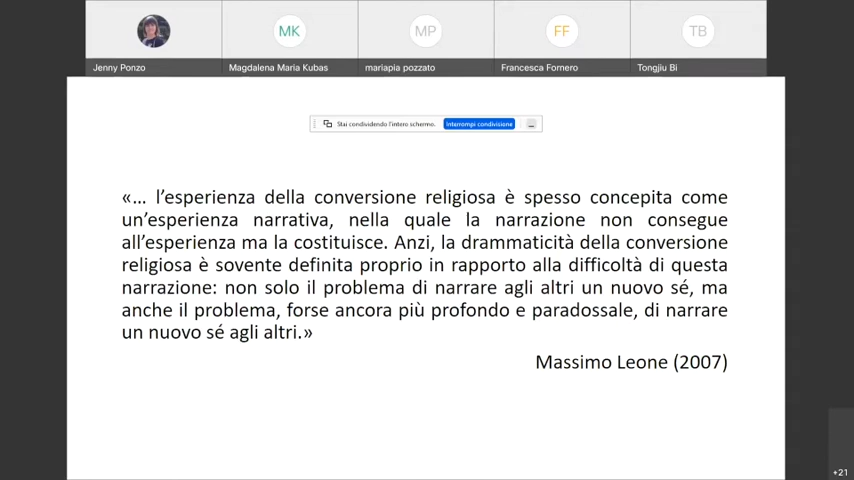 MK
MP
FF
TB
Jenny Ponzo
Magdalena Maria Kubas
mariapia pozzato
Francesca Fornero
Tongjiu Bi
Stai condividendo l'intero schermo.
Interrompi condivisione
«… l’esperienza della conversione religiosa è spesso concepita come
un’esperienza narrativa, nella quale la narrazione non consegue
all’esperienza ma la costituisce. Anzi, la drammaticità della conversione
religiosa è sovente definita proprio in rapporto alla difficoltà di questa
narrazione: non solo il problema di narrare agli altri un nuovo sé, ma
anche il problema, forse ancora più profondo e paradossale, di narrare
un nuovo sé agli altri.»
Massimo Leone (2007)
+21